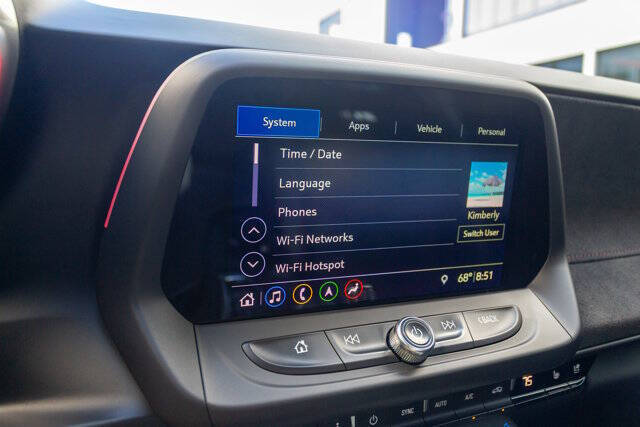 System Apps Vehicle Personal
Time / Date
Language
Phones
Kimberly
Wi-Fi Networks
Switch User
Wi-Fi Hotspot
68° 8:51
BACK
75
SYNC AUTO A/C